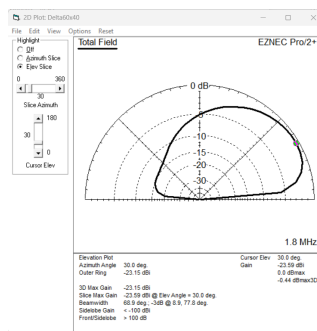 2D Plot: Delta60x40
File Edit View Options Reset
Highlight
Off
Azimuth Slice
Elev Slice
0 360
30
Slice Azimuth
180
30
0
Cursor Elev
Total Field
EZNEC Pro/2+
0 dB
-5
-10
-15
-20
-30
1.8 MHz
Elevation Plot
Azimuth Angle 30.0 deg.
Outer Ring -23.15 dBi
Cursor Elev 30.0 deg.
Gain -23.59 dBi
0.0 dBmax
-0.44 dBmax3D
3D Max Gain -23.15 dBi
Slice Max Gain -23.59 dBi @ Elev Angle = 30.0 deg.
Beamwidth 68.9 deg.; -3dB @ 8.9, 77.8 deg.
Sidelobe Gain < -100 dBi
Front/Sidelobe > 100 dB